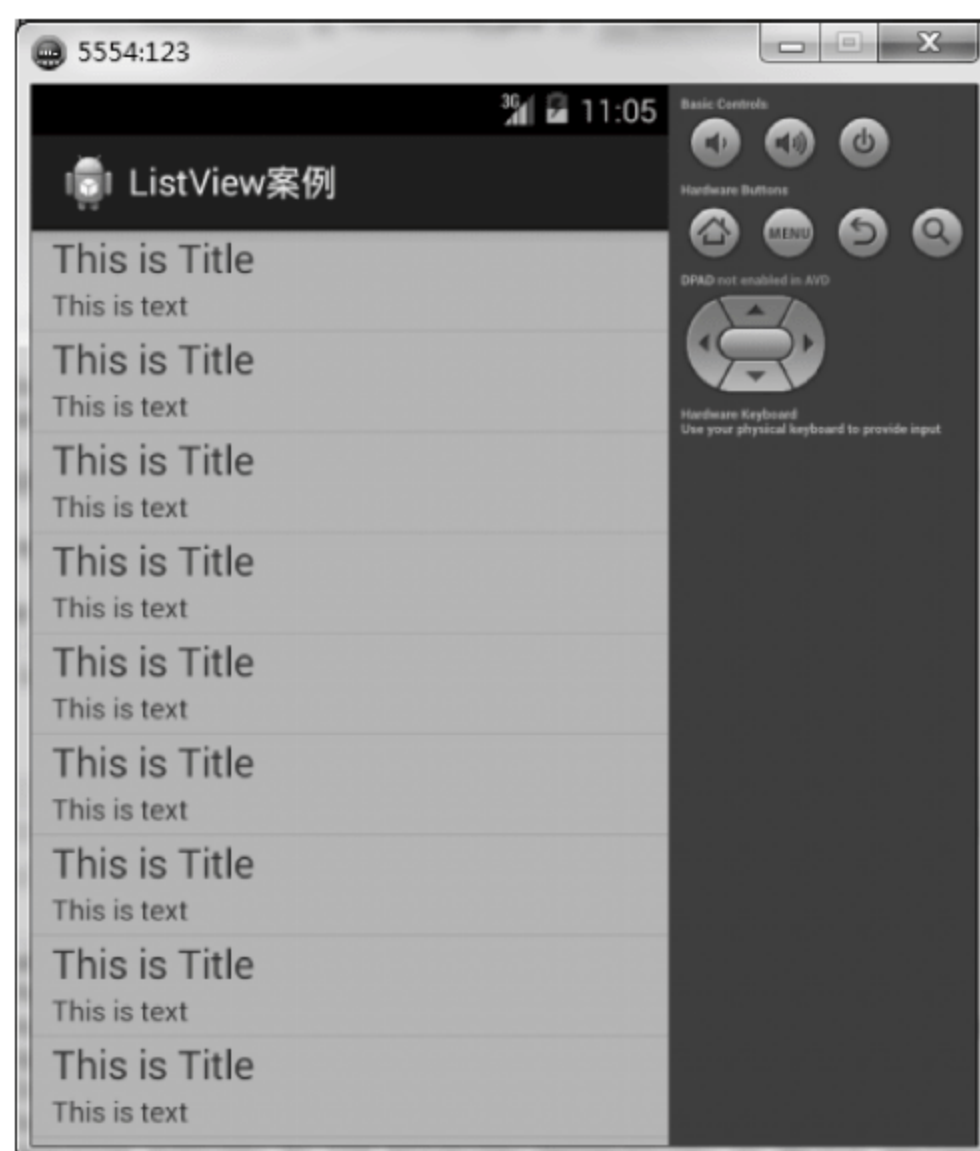 5554:123
3G 11:05
ListView案例
This is Title
This is text
This is Title
This is text
This is Title
This is text
This is Title
This is text
This is Title
This is text
This is Title
This is text
This is Title
This is text
This is Title
This is text
This is Title
This is text
Basic Controls
Hardware Buttons
MENU
DPAD not enabled in AVD
Hardware Keyboard
Use your physical keyboard to provide input